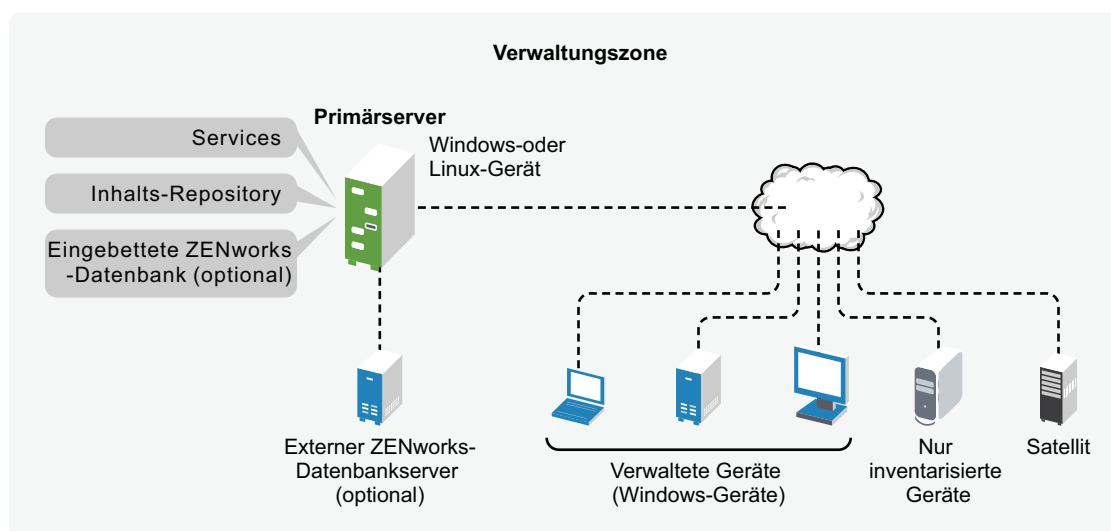 Verwaltungszone
Primärserver
Windows-oder
Linux-Gerät
Services
Inhalts-Repository
Eingebettete ZENworks
-Datenbank (optional)
Externer ZENworks-
Datenbankserver
(optional)
Verwaltete Geräte
(Windows-Geräte)
Nur
inventarisierte
Geräte
Satellit